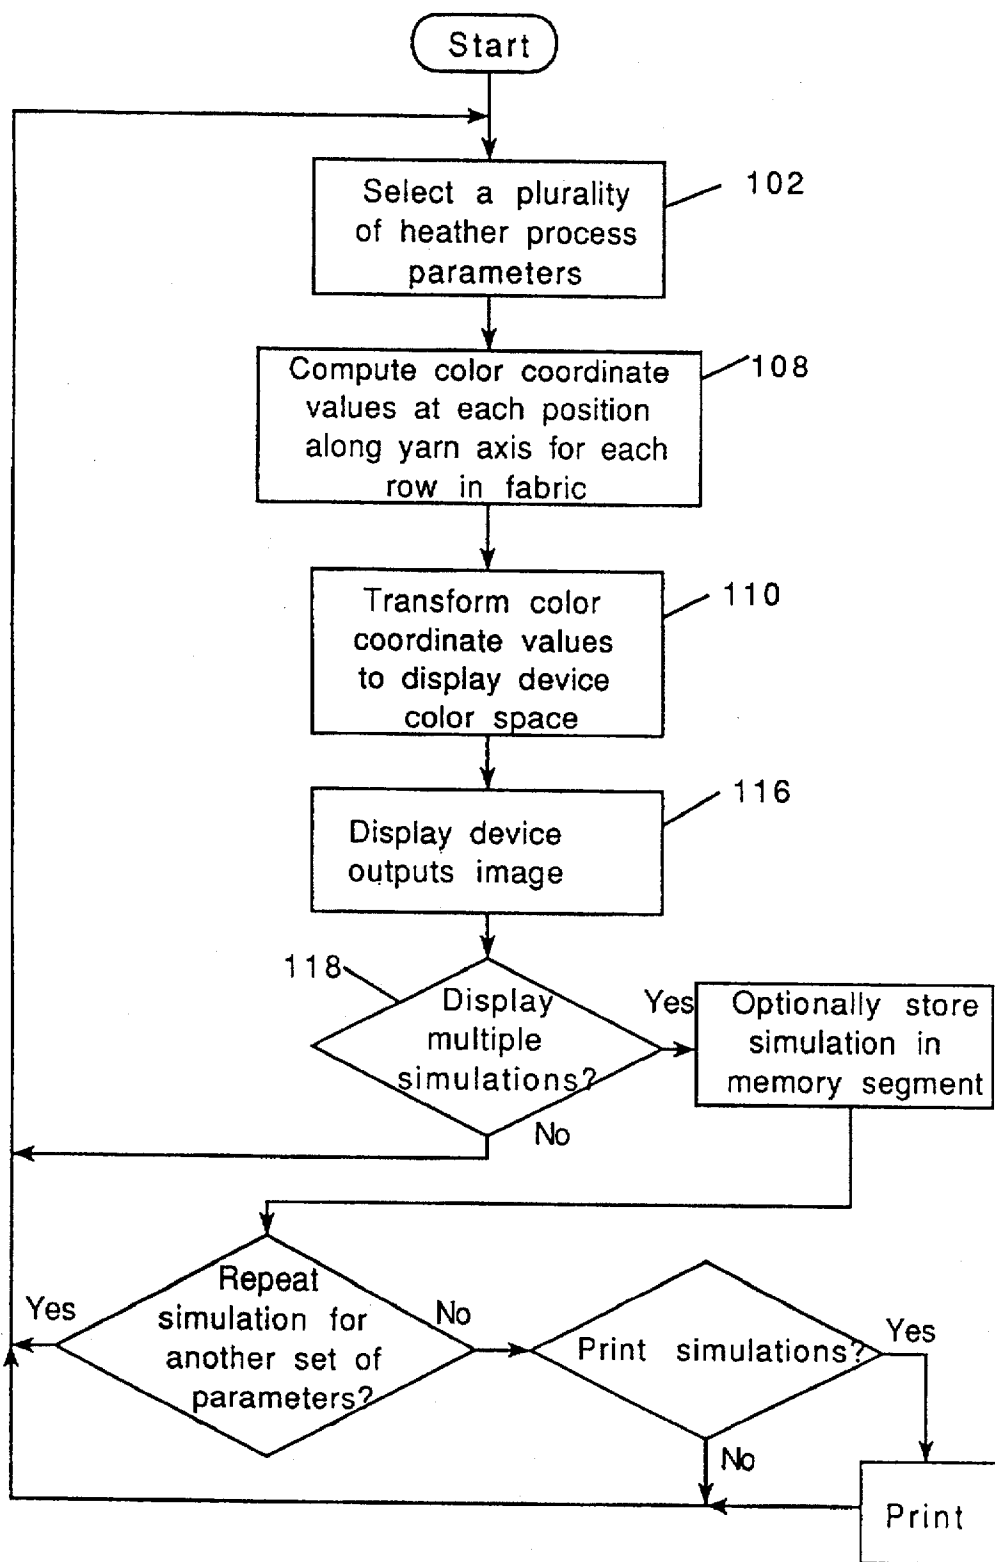 Start
Select a plurality
of heather process
parameters
102
Compute color coordinate
values at each position
along yarn axis for each
row in fabric
108
Transform color
coordinate values
to display device
color space
110
Display device
outputs image
116
118
Display
multiple
simulations?
Yes
No
Optionally store
simulation in
memory segment
Repeat
simulation for
another set of
parameters?
Yes
No
Print simulations?
Yes
No
Print